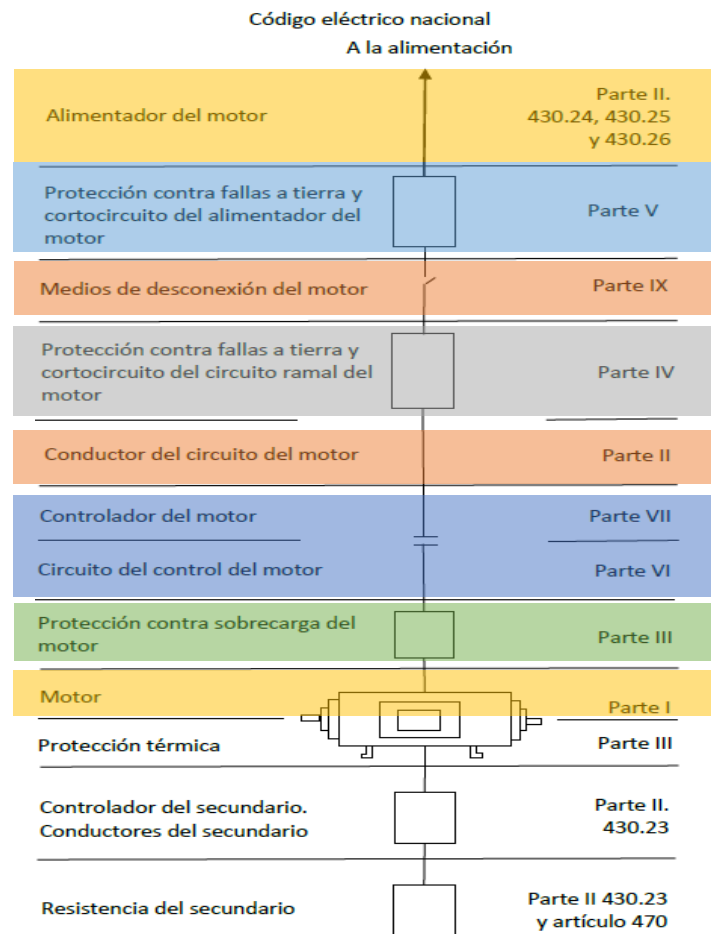 Código eléctrico nacional
A la alimentación
Alimentador del motor
Parte II.
430.24, 430.25
y 430.26
Protección contra fallas a tierra y
cortocircuito del alimentador del
motor
Parte V
Medios de desconexión del motor
Parte IX
Protección contra fallas a tierra y
cortocircuito del circuito ramal del
motor
Parte IV
Conductor del circuito del motor
Parte II
Controlador del motor
Parte VII
Circuito del control del motor
Parte VI
Protección contra sobrecarga del
motor
Parte III
Motor
Parte I
Protección térmica
Parte III
Controlador del secundario.
Conductores del secundario
Parte II.
430.23
Resistencia del secundario
Parte II 430.23
y artículo 470